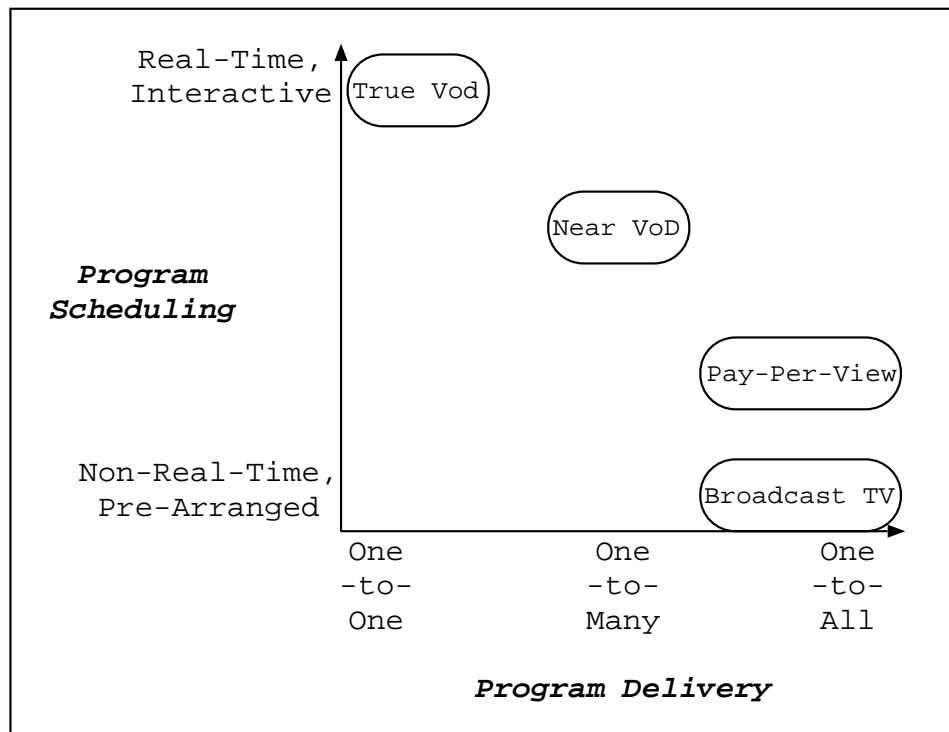 Real-Time,
Interactive
True Vod
Near VoD
Program
Scheduling
Pay-Per-View
Non-Real-Time,
Pre-Arranged
Broadcast TV
One
-to-
One
One
-to-
Many
One
-to-
All
Program Delivery